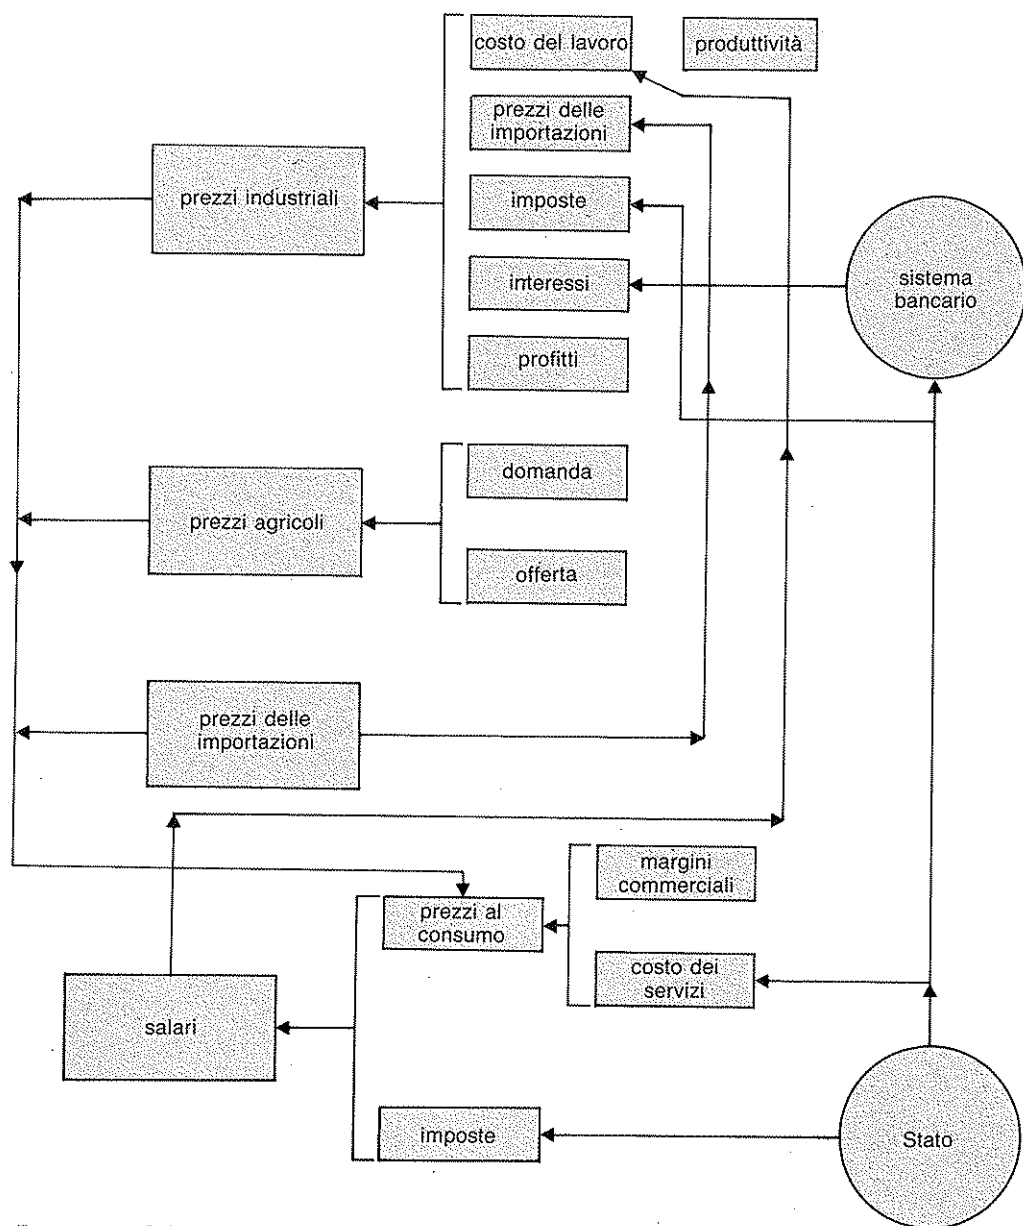 costo del lavoro
produttività
prezzi delle
importazioni
prezzi industriali
imposte
interessi
sistema
bancario
profitti
domanda
prezzi agricoli
offerta
prezzi delle
importazioni
margini
commerciali
prezzi al
consumo
costo dei
servizi
salari
imposte
Stato